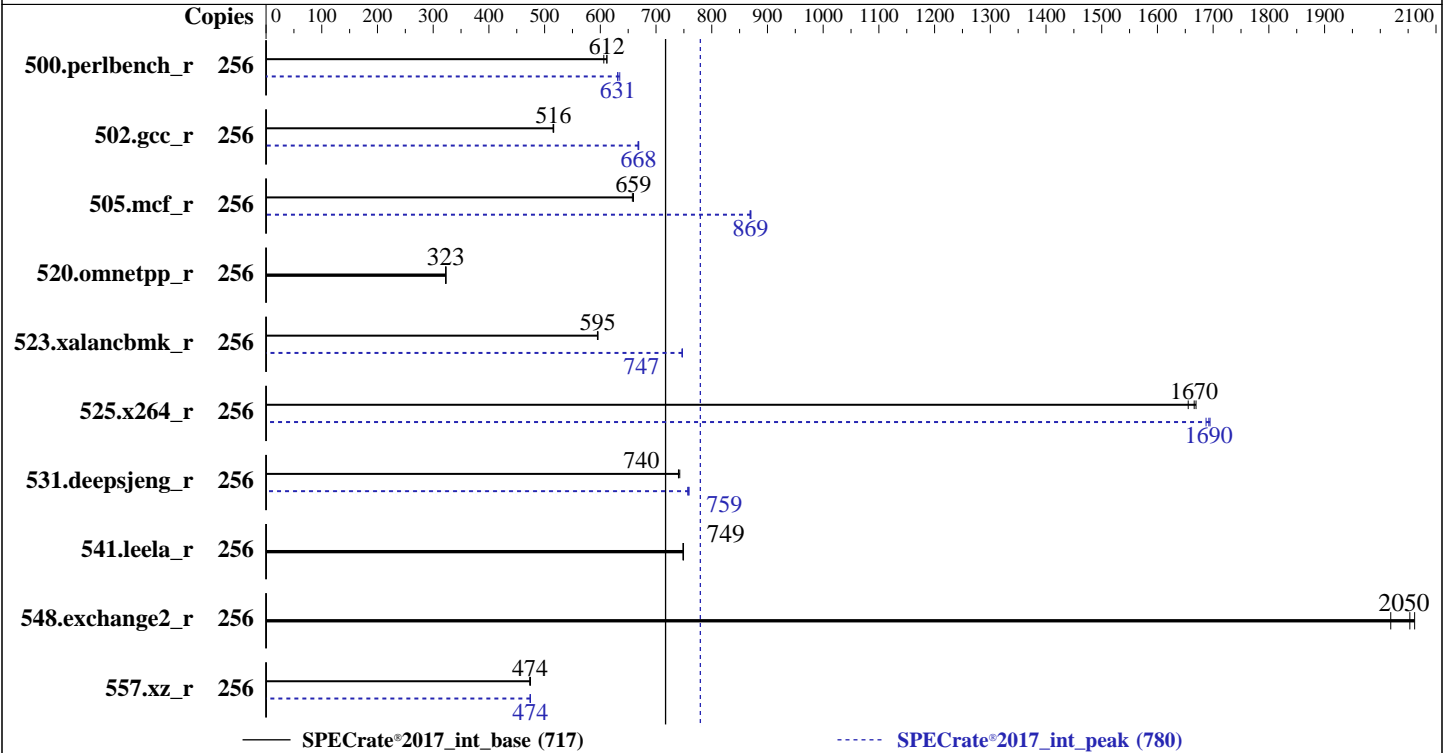 Copies 0 100 200 300 400 500 600 700 800 900 1000 1100 1200 1300 1400 1500 1600 1700 1800 1900 2100
612
500.perlbench_r 256
631
516
502.gcc_r 256
668
659
505.mcf_r 256
869
323
520.omnetpp_r 256
595
523.xalancbmk_r 256
747
1670
525.x264_r 256
1690
740
531.deepsjeng_r 256
759
749
541.leela_r 256
2050
548.exchange2_r 256
474
557.xz_r 256
474
SPECrate®2017_int_base (717) SPECrate®2017_int_peak (780)